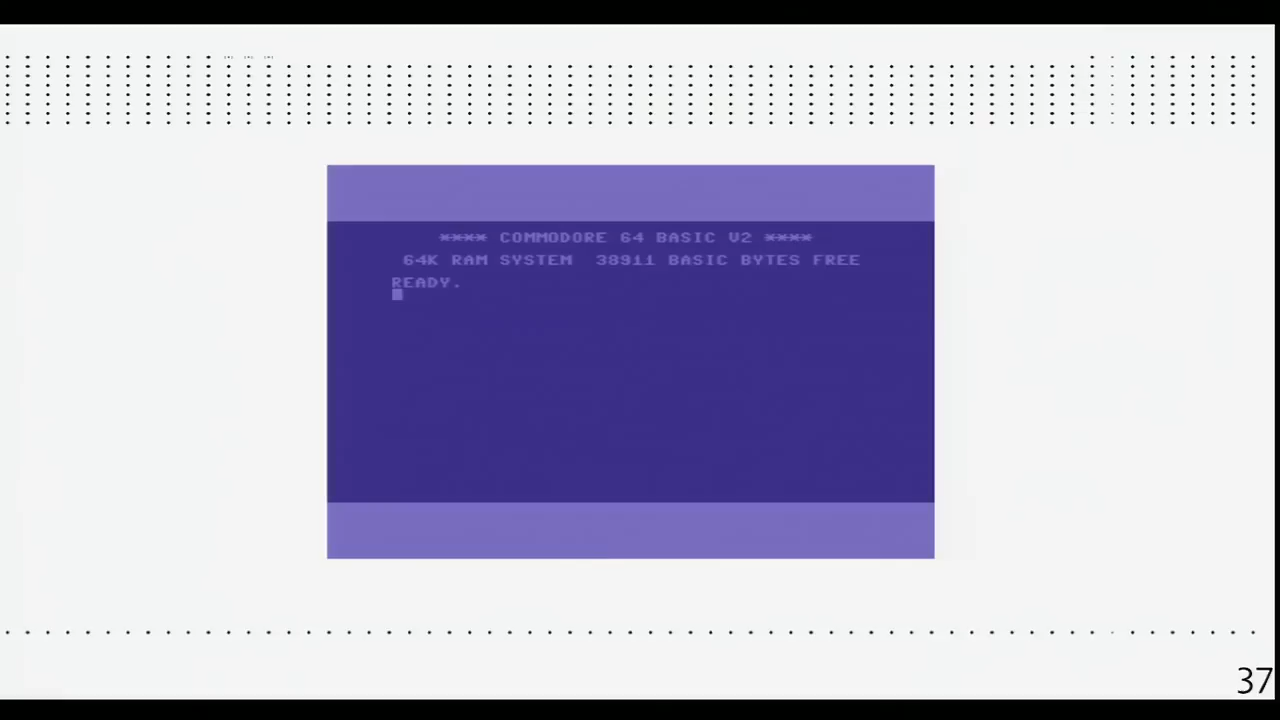 **** COMMODORE 64 BASIC V2 ****
64K RAM SYSTEM  38911 BASIC BYTES FREE
READY.
37